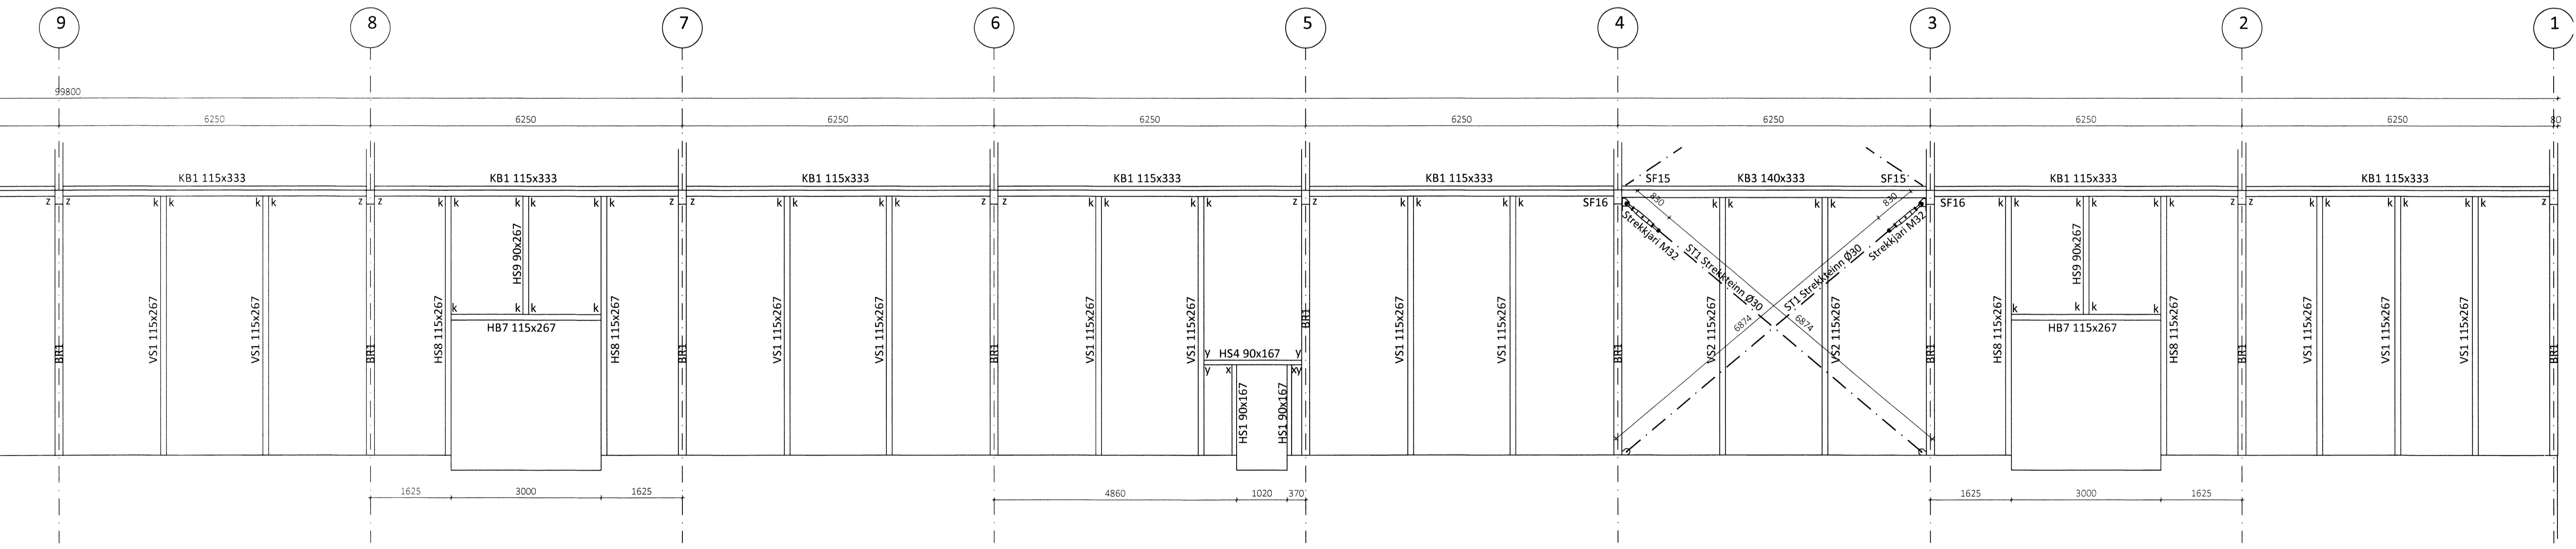 9 8 7 6 5 4 3 2 1
99800
6250 6250 6250 6250 6250 6250 6250 6250 80
KB1 115x333 KB1 115x333 KB1 115x333 KB1 115x333 KB1 115x333 SF15 KB3 140x333 SF15 KB1 115x333 KB1 115x333
z z k k k k z z k k k k k k z z k k k k z z k k k k z z k k k k SF16 k k k k SF16 k k k k k k z z k k k k k k z
830 830
Strekkjari M32 Strekkjari M32
HS9 90x267 HS9 90x267
ST1 Strekkteinn Ø30 ST1 Strekkteinn Ø30
k k k k k k k k
HB7 115x267 HB7 115x267
6874 6874
BR1 VS1 115x267 VS1 115x267 BR1 HS8 115x267 HS8 115x267 BR1 VS1 115x267 VS1 115x267 BR1 VS1 115x267 VS1 115x267 BR1 VS1 115x267 VS1 115x267 BR1 VS2 115x267 VS2 115x267 BR1 HS8 115x267 HS8 115x267 BR1 VS1 115x267 VS1 115x267 VS1 115x267 BR1
y HS4 90x167 y
y x xy
HS1 90x167 HS1 90x167
1625 3000 1625 4860 1020 370 1625 3000 1625